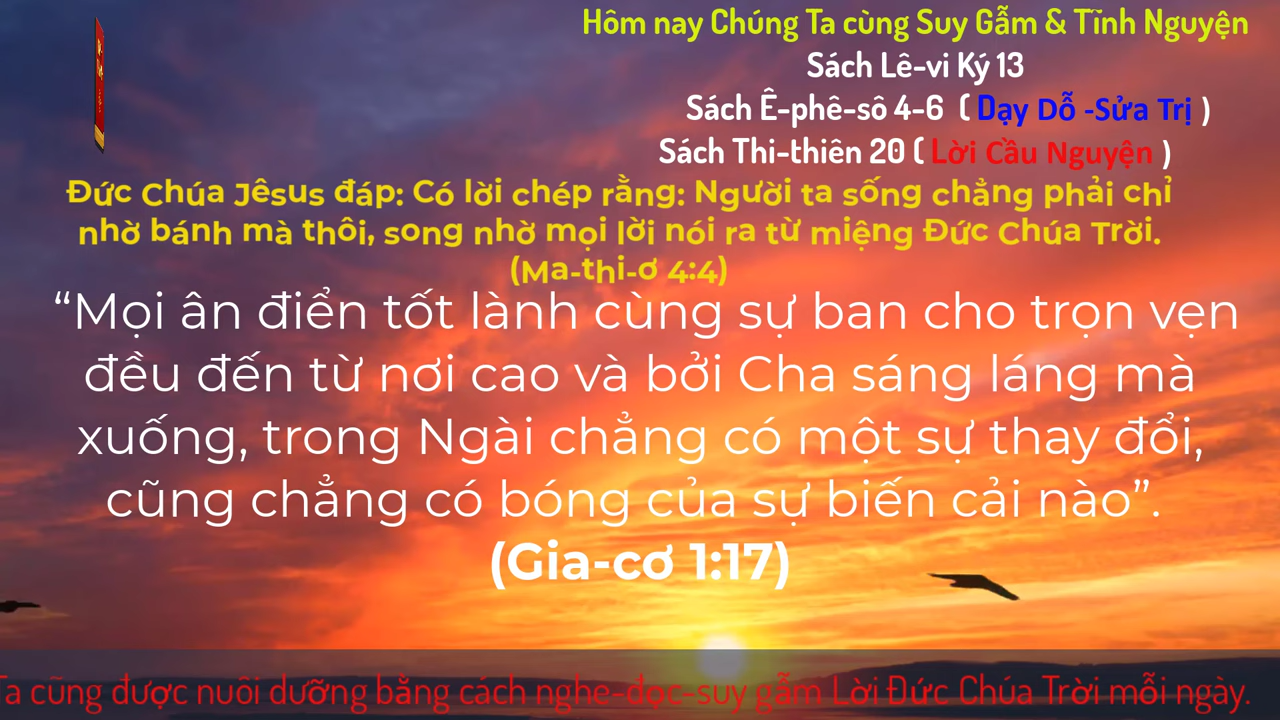 Hôm nay Chúng Ta cùng Suy Gẫm & Tĩnh Nguyện
Sách Lê-vi Ký 13
Sách Ê-phê-sô 4-6 ( Dạy Dỗ -Sửa Trị )
Sách Thi-thiên 20 ( Lời Cầu Nguyện )
Đức Chúa Jêsus đáp: Có lời chép rằng: Người ta sống chẳng phải chỉ
nhờ bánh mà thôi, song nhờ mọi lời nói ra từ miệng Đức Chúa Trời.
(Ma-thi-ơ 4:4)
“Mọi ân điển tốt lành cùng sự ban cho trọn vẹn
đều đến từ nơi cao và bởi Cha sáng láng mà
xuống, trong Ngài chẳng có một sự thay đổi,
cũng chẳng có bóng của sự biến cải nào”.
(Gia-cơ 1:17)
Ta cũng được nuôi dưỡng bằng cách nghe-đọc-suy gẫm Lời Đức Chúa Trời mỗi ngày.